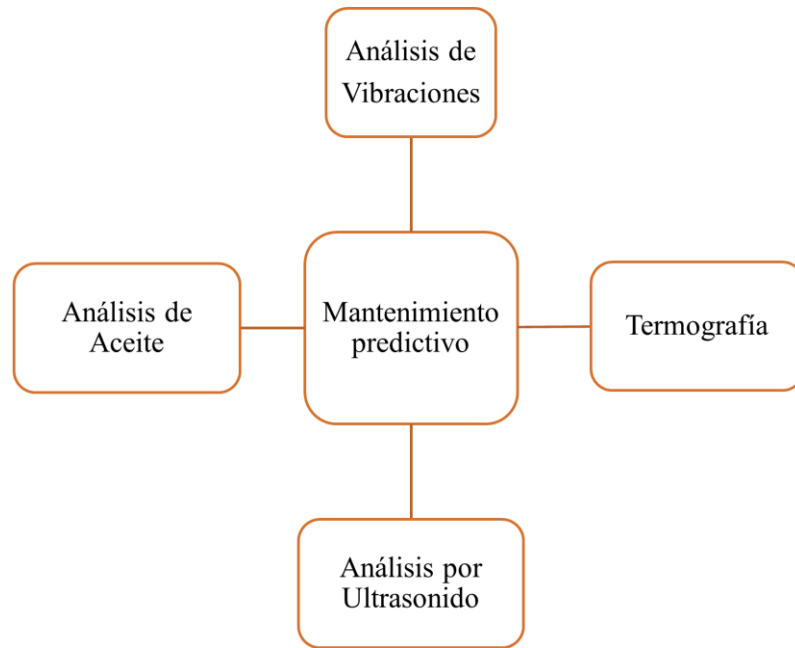 Análisis de
Vibraciones
Análisis de
Aceite
Mantenimiento
predictivo
Termografía
Análisis por
Ultrasonido